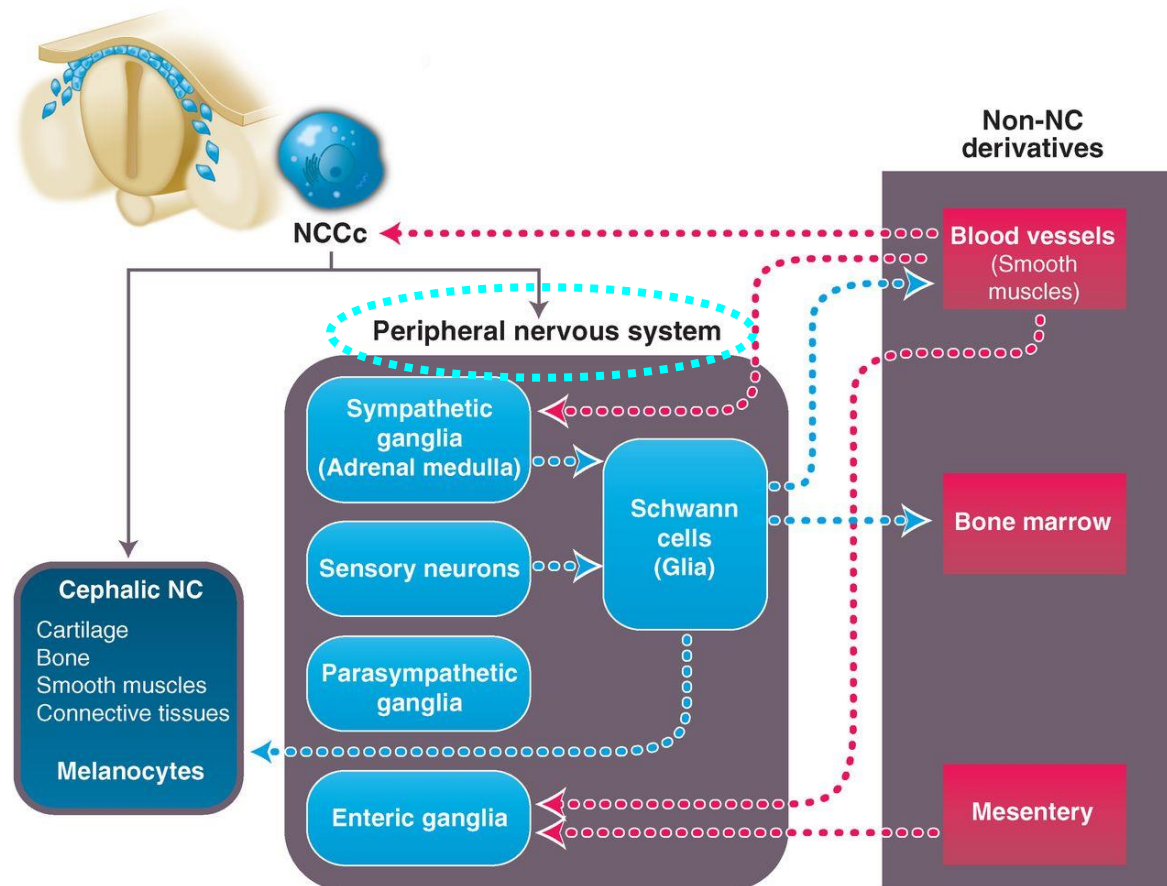 Non-NC
derivatives
NCCc
Blood vessels
(Smooth
muscles)
Peripheral nervous system
Sympathetic
ganglia
(Adrenal medulla)
Schwann
cells
(Glia)
Bone marrow
Sensory neurons
Cephalic NC
Cartilage
Bone
Smooth muscles
Connective tissues
Melanocytes
Parasympathetic
ganglia
Enteric ganglia
Mesentery